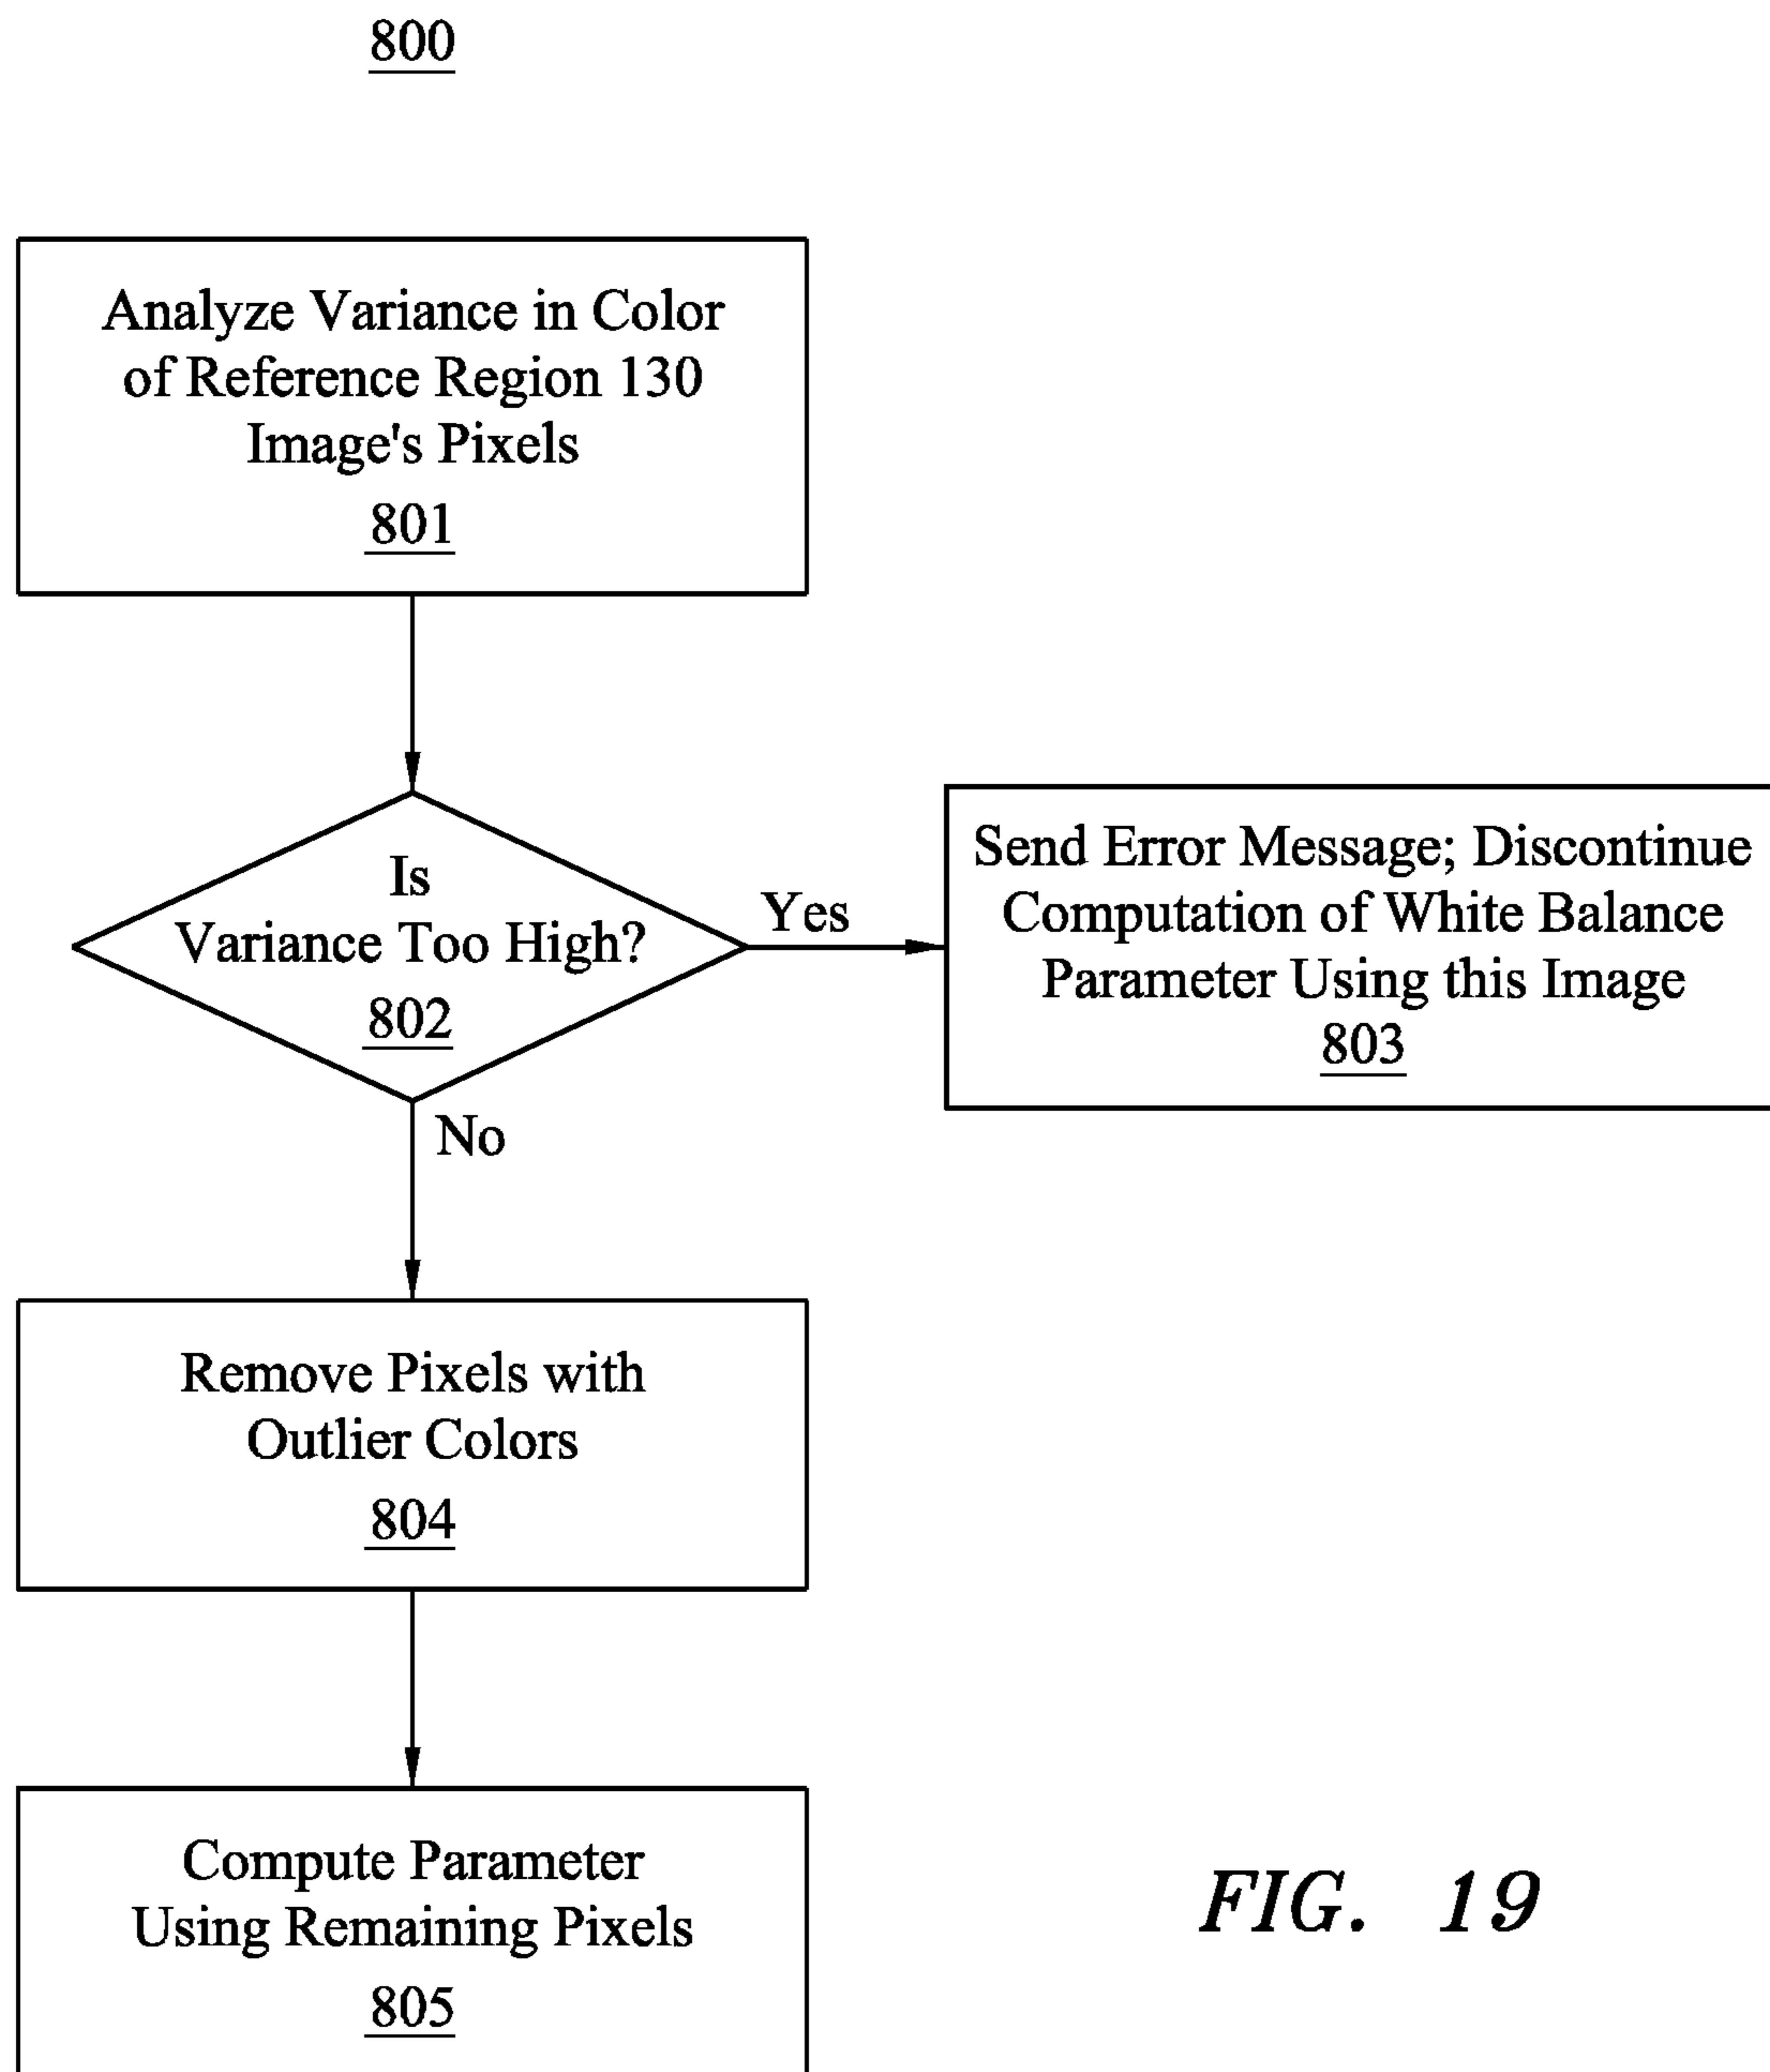 800
Analyze Variance in Color
of Reference Region 130
Image's Pixels
801
Is
Variance Too High?
802
Yes
Send Error Message; Discontinue
Computation of White Balance
Parameter Using this Image
803
No
Remove Pixels with
Outlier Colors
804
Compute Parameter
Using Remaining Pixels
805
FIG. 19